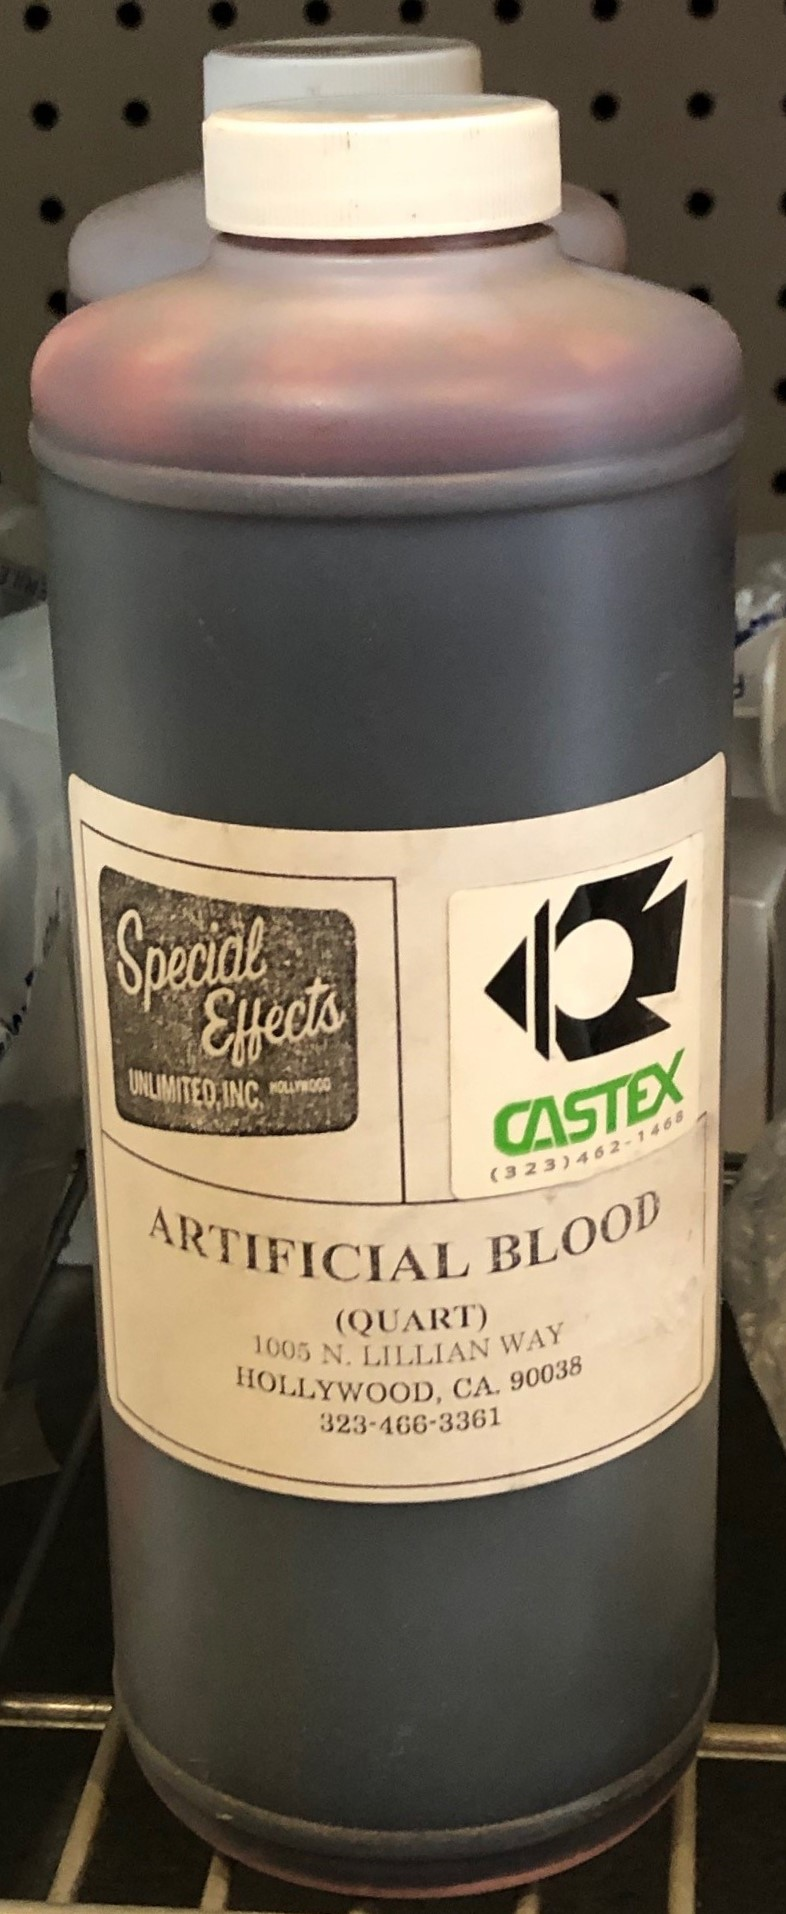 Special
Effects
UNLIMITED, INC. HOLLYWOOD
CASTEX
(323)462-1468
ARTIFICIAL BLOOD
(QUART)
1005 N. LILLIAN WAY
HOLLYWOOD, CA. 90038
323-466-3361